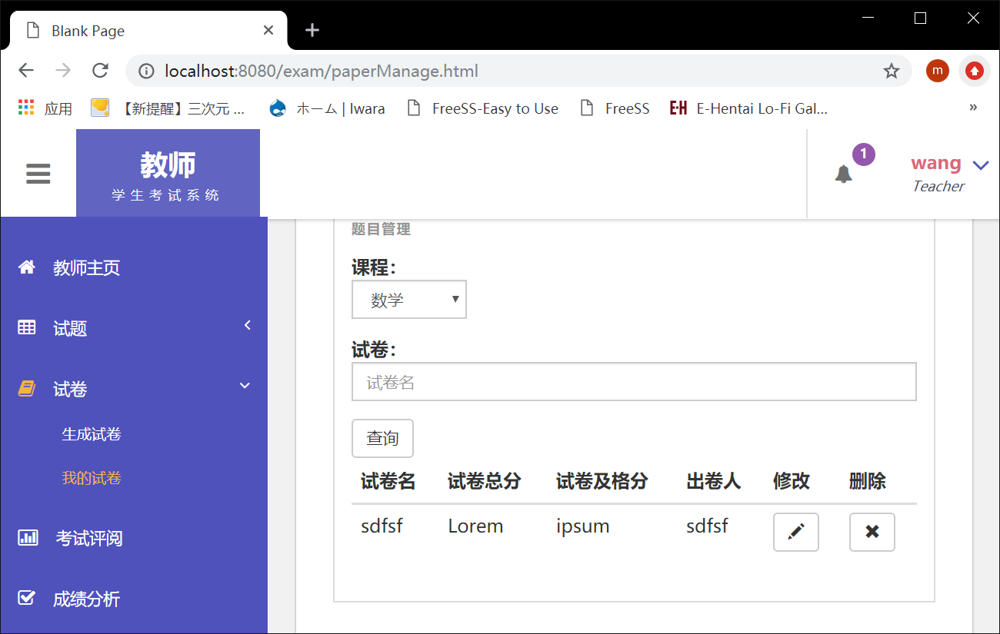 Blank Page
localhost:8080/exam/paperManage.html
m
应用
【新提醒】三次元 ...
ホーム | Iwara
FreeSS-Easy to Use
FreeSS
E-H
E-Hentai Lo-Fi Gal...
»
教师
学生考试系统
1
wang
Teacher
教师主页
试题
试卷
生成试卷
我的试卷
考试评阅
成绩分析
题目管理
课程：
数学
试卷：
试卷名
查询
试卷名 试卷总分 试卷及格分 出卷人 修改 删除
sdfsf Lorem ipsum sdfsf